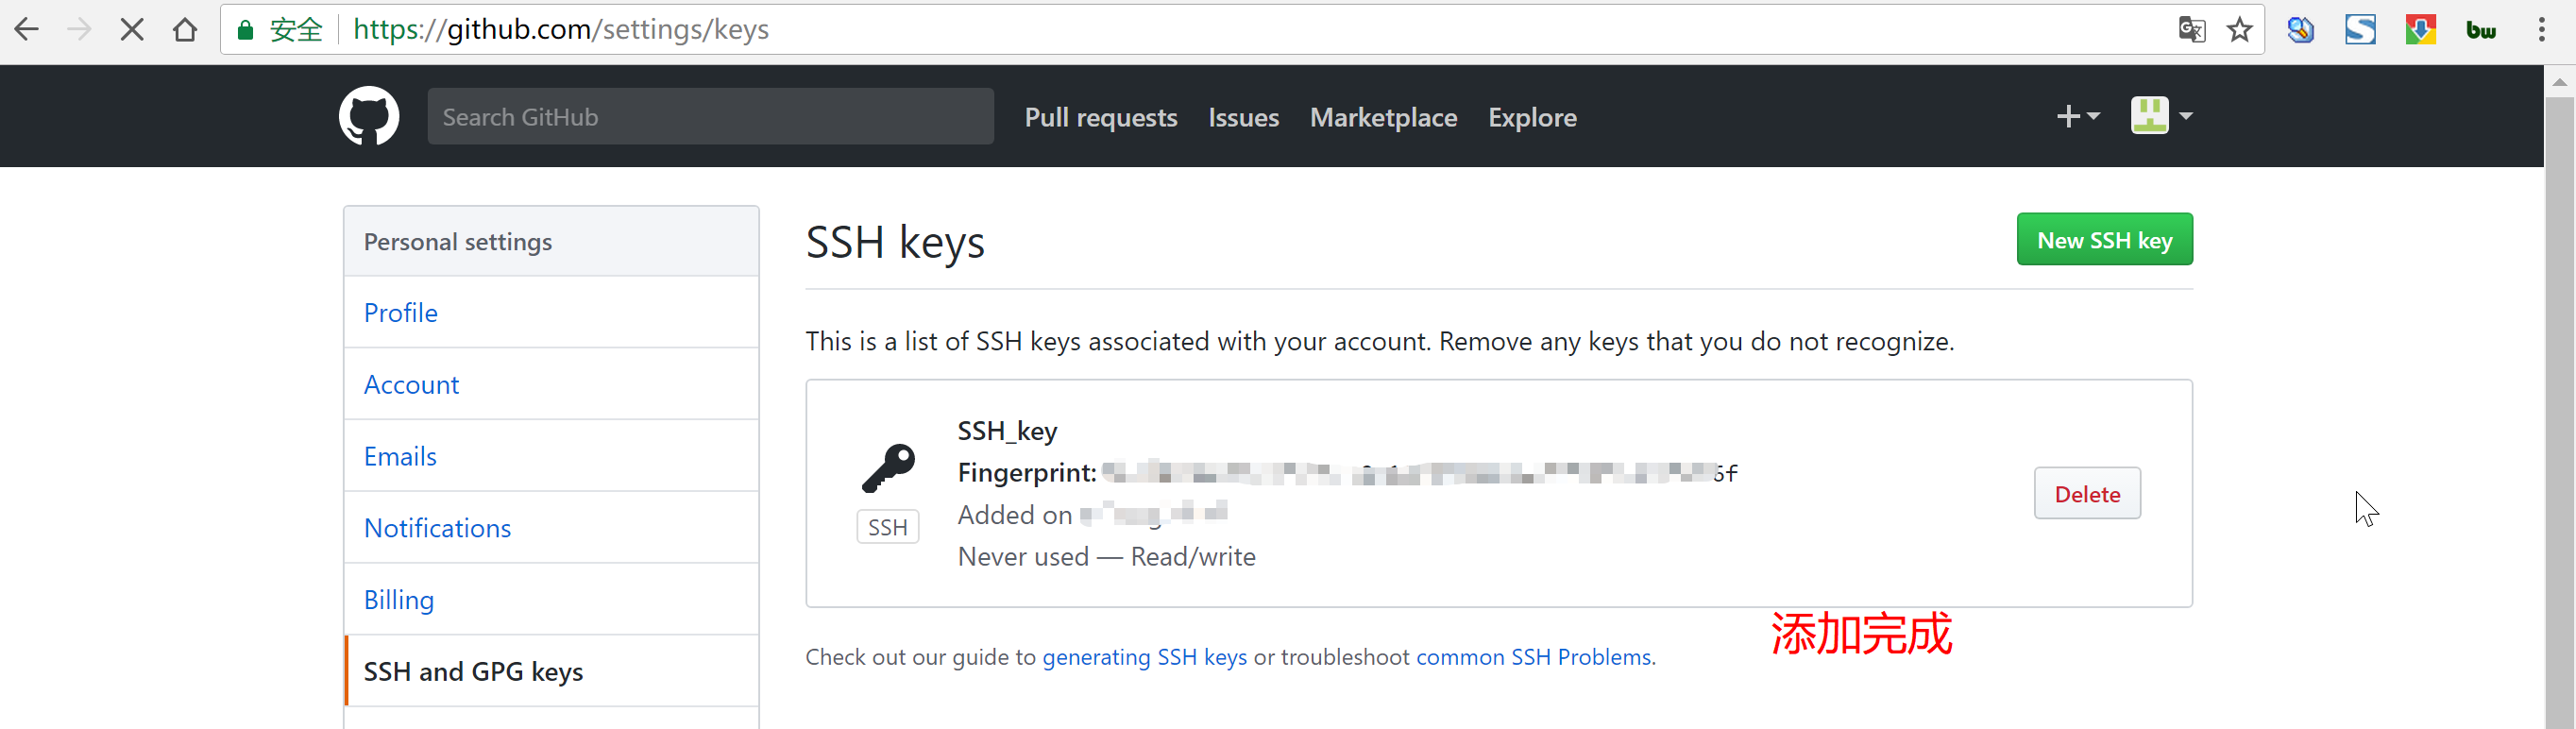 安全 https://github.com/settings/keys
bw
Search GitHub
Pull requests Issues Marketplace Explore
Personal settings
Profile
Account
Emails
Notifications
Billing
SSH and GPG keys
SSH keys
New SSH key
This is a list of SSH keys associated with your account. Remove any keys that you do not recognize.
SSH
SSH_key
Fingerprint:
Added on
Never used — Read/write
Delete
添加完成
Check out our guide to generating SSH keys or troubleshoot common SSH Problems.